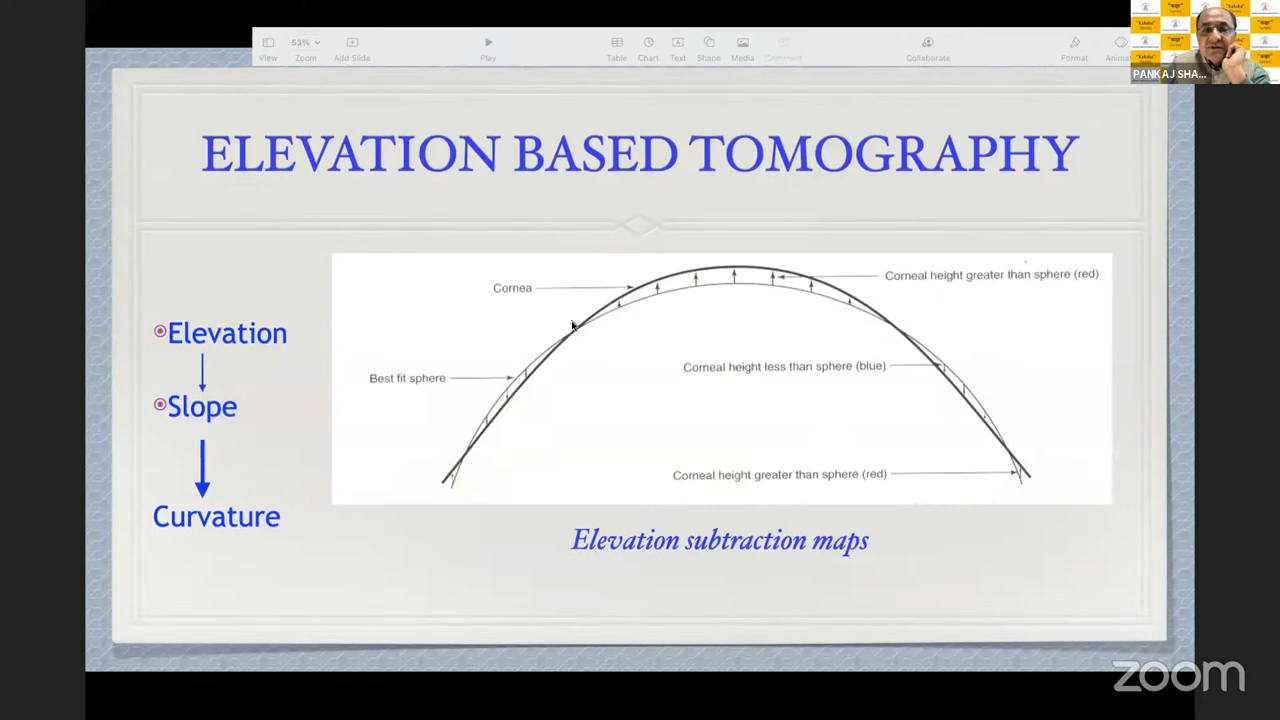 53%
View
Zoom
Add Slide
Play
Table
Chart
Text
Shape
Media
Comment
Collaborate
Format
Animat
PANKAJ SHA...
ELEVATION BASED TOMOGRAPHY
Elevation
Slope
Curvature
Cornea
Corneal height greater than sphere (red)
Best fit sphere
Corneal height less than sphere (blue)
Corneal height greater than sphere (red)
Elevation subtraction maps
zoom